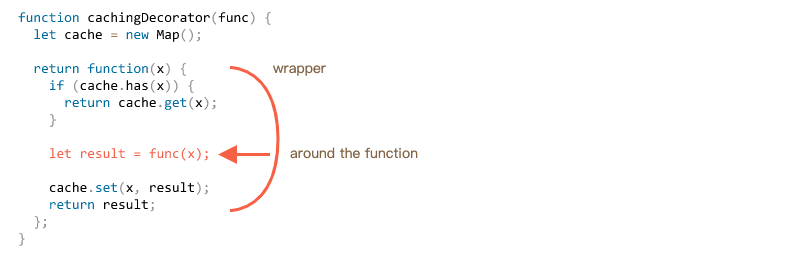 function cachingDecorator(func) {
  let cache = new Map();
  return function(x) {
wrapper
    if (cache.has(x)) {
      return cache.get(x);
    }
    let result = func(x);
around the function
    cache.set(x, result);
    return result;
  };
}